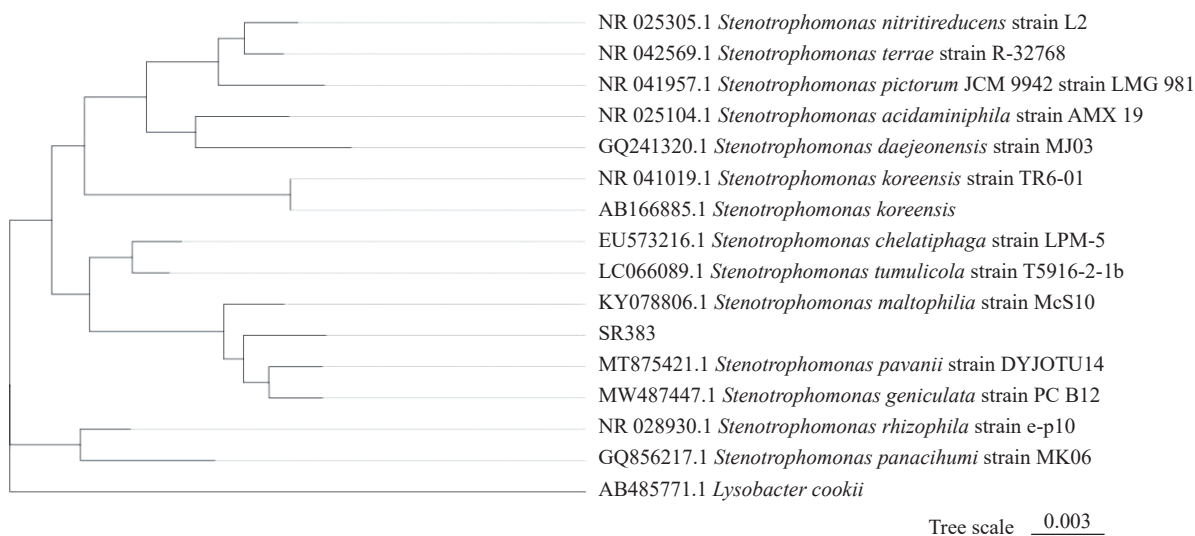 NR 025305.1 Stenotrophomonas nitritireducens strain L2
NR 042569.1 Stenotrophomonas terrae strain R-32768
NR 041957.1 Stenotrophomonas pictorum JCM 9942 strain LMG 981
NR 025104.1 Stenotrophomonas acidaminiphila strain AMX 19
GQ241320.1 Stenotrophomonas daejeonensis strain MJ03
NR 041019.1 Stenotrophomonas koreensis strain TR6-01
AB166885.1 Stenotrophomonas koreensis
EU573216.1 Stenotrophomonas chelatiphaga strain LPM-5
LC066089.1 Stenotrophomonas tumulicola strain T5916-2-1b
KY078806.1 Stenotrophomonas maltophilia strain McS10
SR383
MT875421.1 Stenotrophomonas pavanii strain DYJOTU14
MW487447.1 Stenotrophomonas geniculata strain PC B12
NR 028930.1 Stenotrophomonas rhizophila strain e-p10
GQ856217.1 Stenotrophomonas panacihumi strain MK06
AB485771.1 Lysobacter cookii
Tree scale 0.003